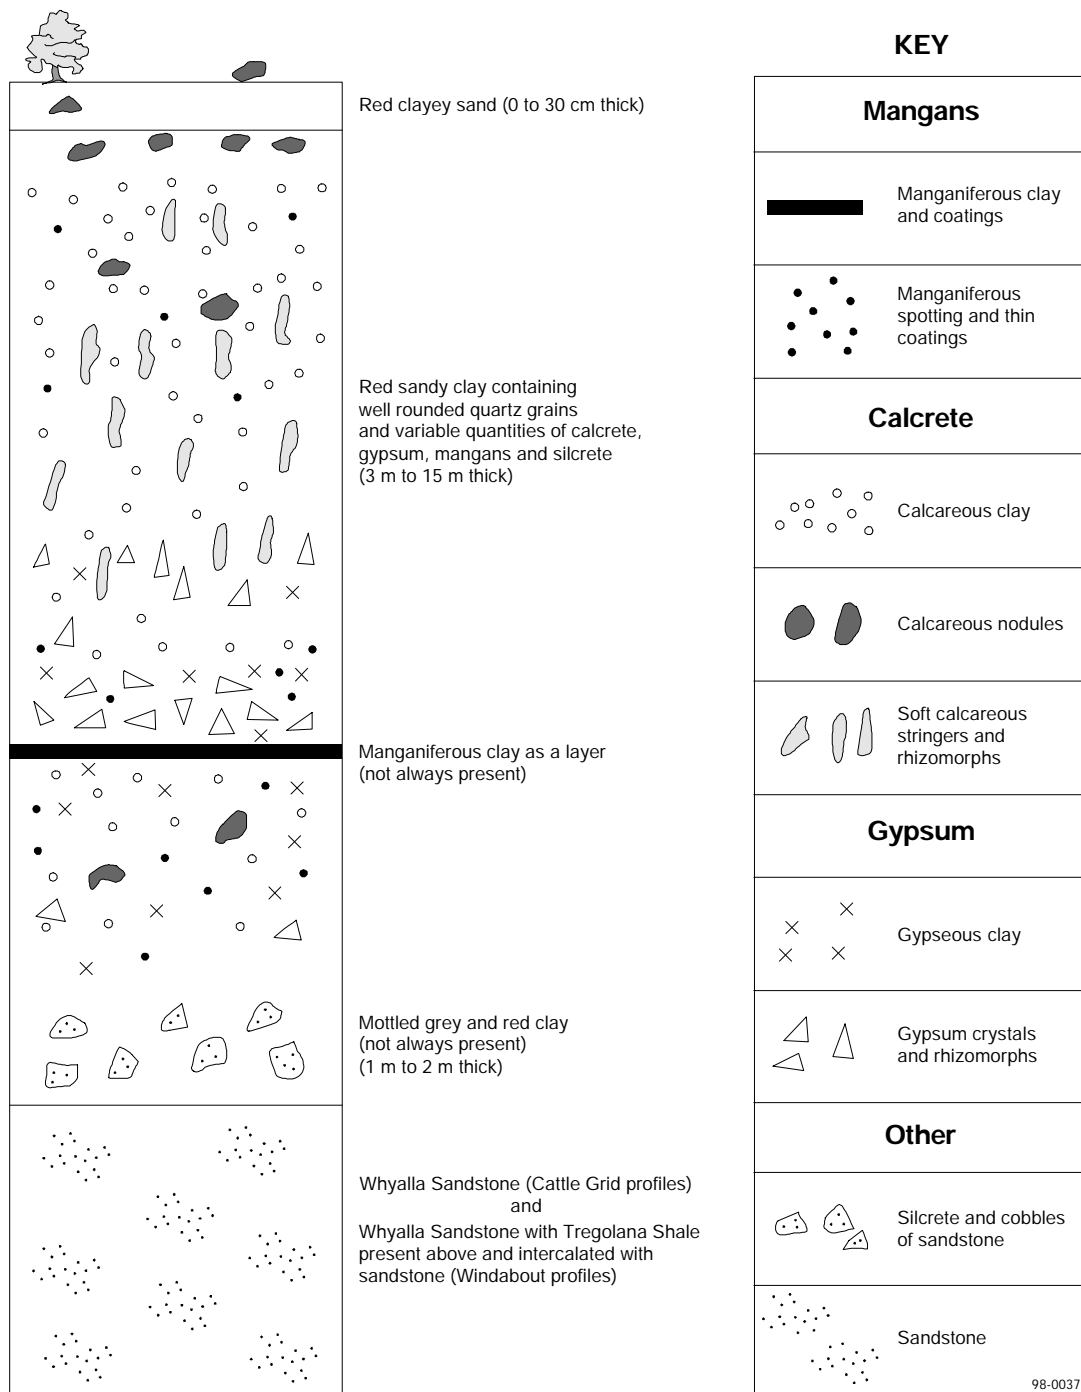 Red clayey sand (0 to 30 cm thick)
Red sandy clay containing
well rounded quartz grains
and variable quantities of calcrete,
gypsum, mangans and silcrete
(3 m to 15 m thick)
Manganiferous clay as a layer
(not always present)
Mottled grey and red clay
(not always present)
(1 m to 2 m thick)
Whyalla Sandstone (Cattle Grid profiles)
and
Whyalla Sandstone with Tregolana Shale
present above and intercalated with
sandstone (Windabout profiles)
KEY
Mangans
Manganiferous clay
and coatings
Manganiferous
spotting and thin
coatings
Calcrete
Calcareous clay
Calcareous nodules
Soft calcareous
stringers and
rhizomorphs
Gypsum
Gypseous clay
Gypsum crystals
and rhizomorphs
Other
Silcrete and cobbles
of sandstone
Sandstone
98-0037